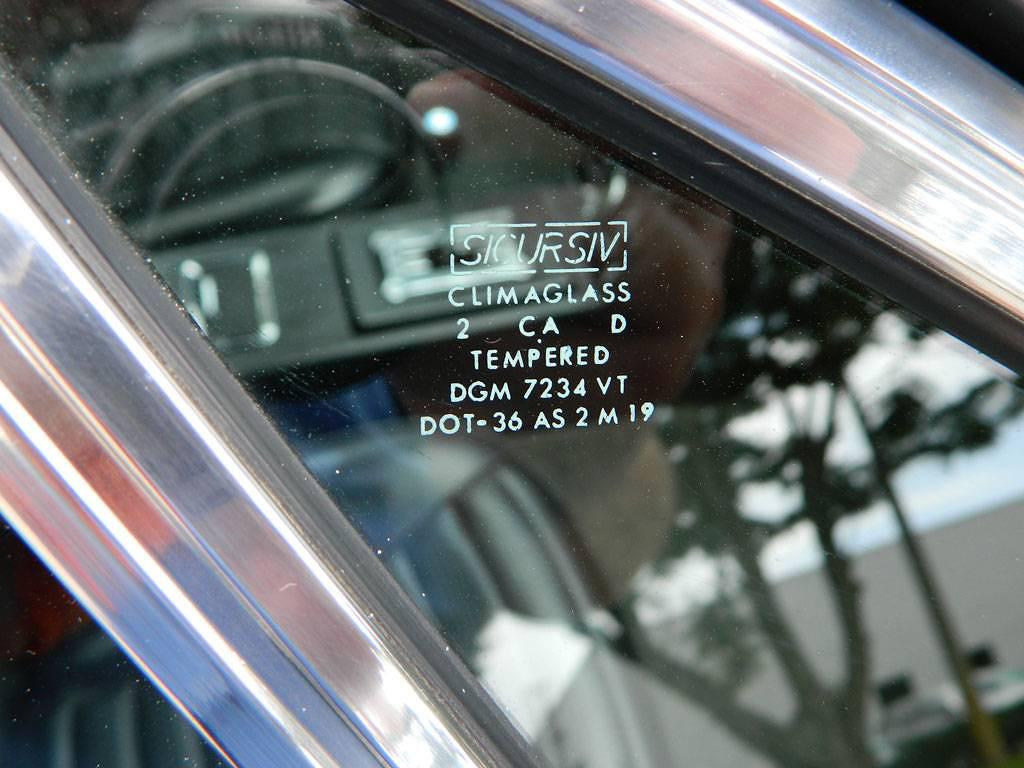 SICURSIV
CLIMAGLASS
2 CA D
TEMPERED
DGM 7234 VT
DOT-36 AS 2 M 19